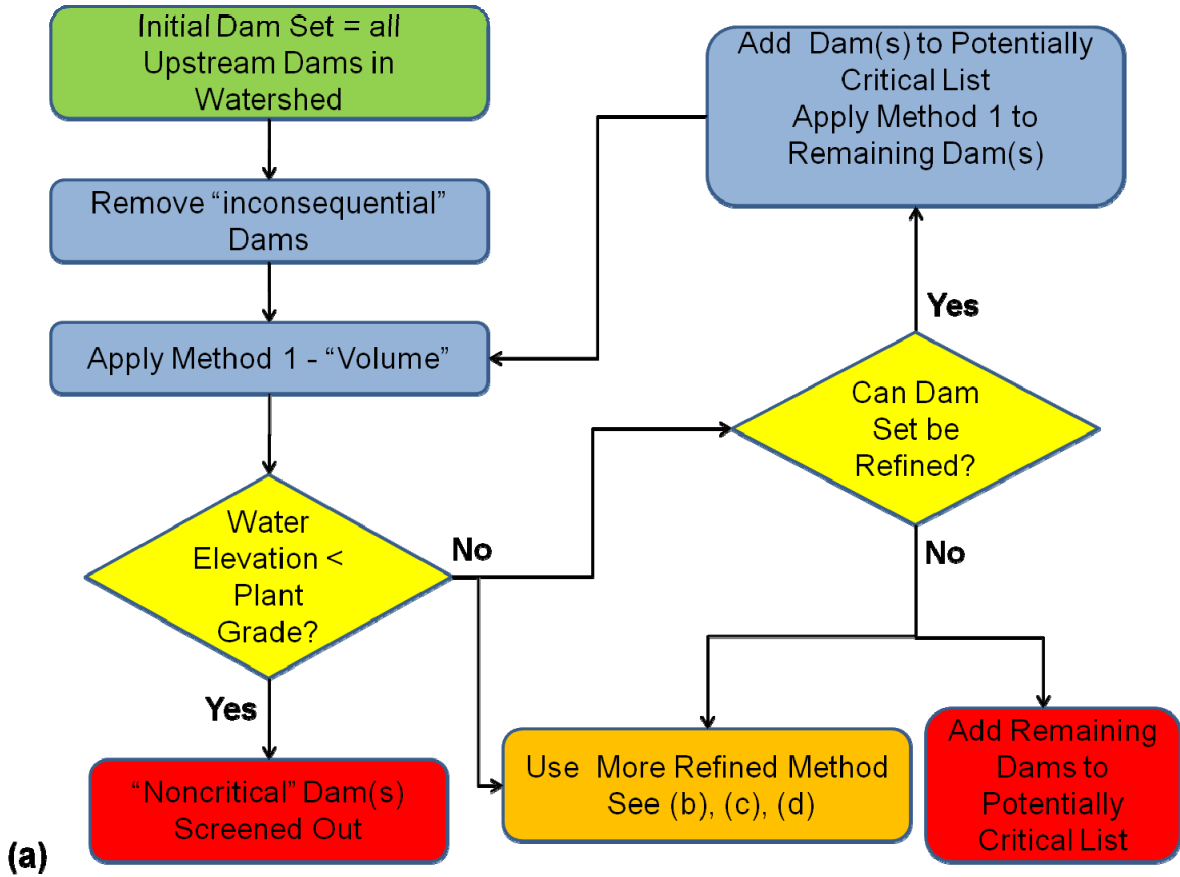 Initial Dam Set = all
Upstream Dams in
Watershed
Remove “inconsequential”
Dams
Apply Method 1 - “Volume”
Water
Elevation <
Plant
Grade?
Yes
“Noncritical” Dam(s)
Screened Out
No
Add Dam(s) to Potentially
Critical List
Apply Method 1 to
Remaining Dam(s)
Yes
Can Dam
Set be
Refined?
No
Use More Refined Method
See (b), (c), (d)
Add Remaining
Dams to
Potentially
Critical List
(a)